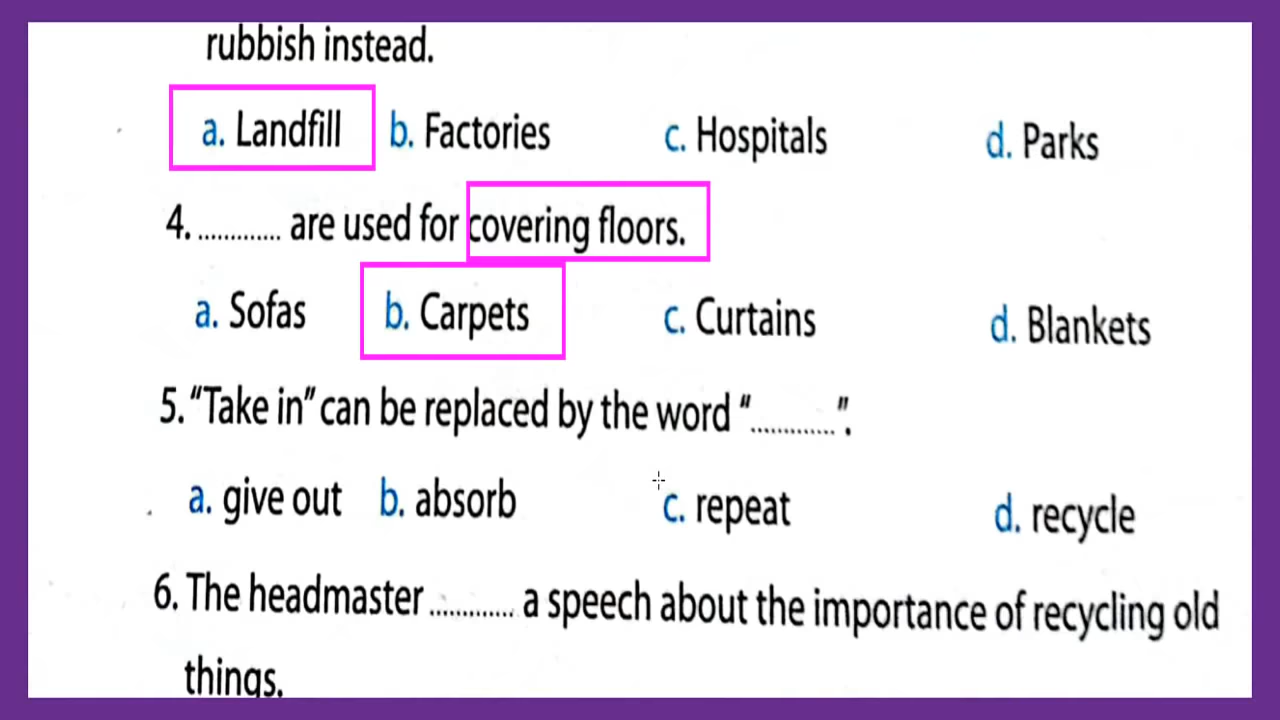 rubbish instead.
a. Landfill b. Factories c. Hospitals d. Parks
4. ............. are used for covering floors.
a. Sofas b. Carpets c. Curtains d. Blankets
5. "Take in" can be replaced by the word ".............".
a. give out b. absorb c. repeat d. recycle
6. The headmaster ............. a speech about the importance of recycling old
things.